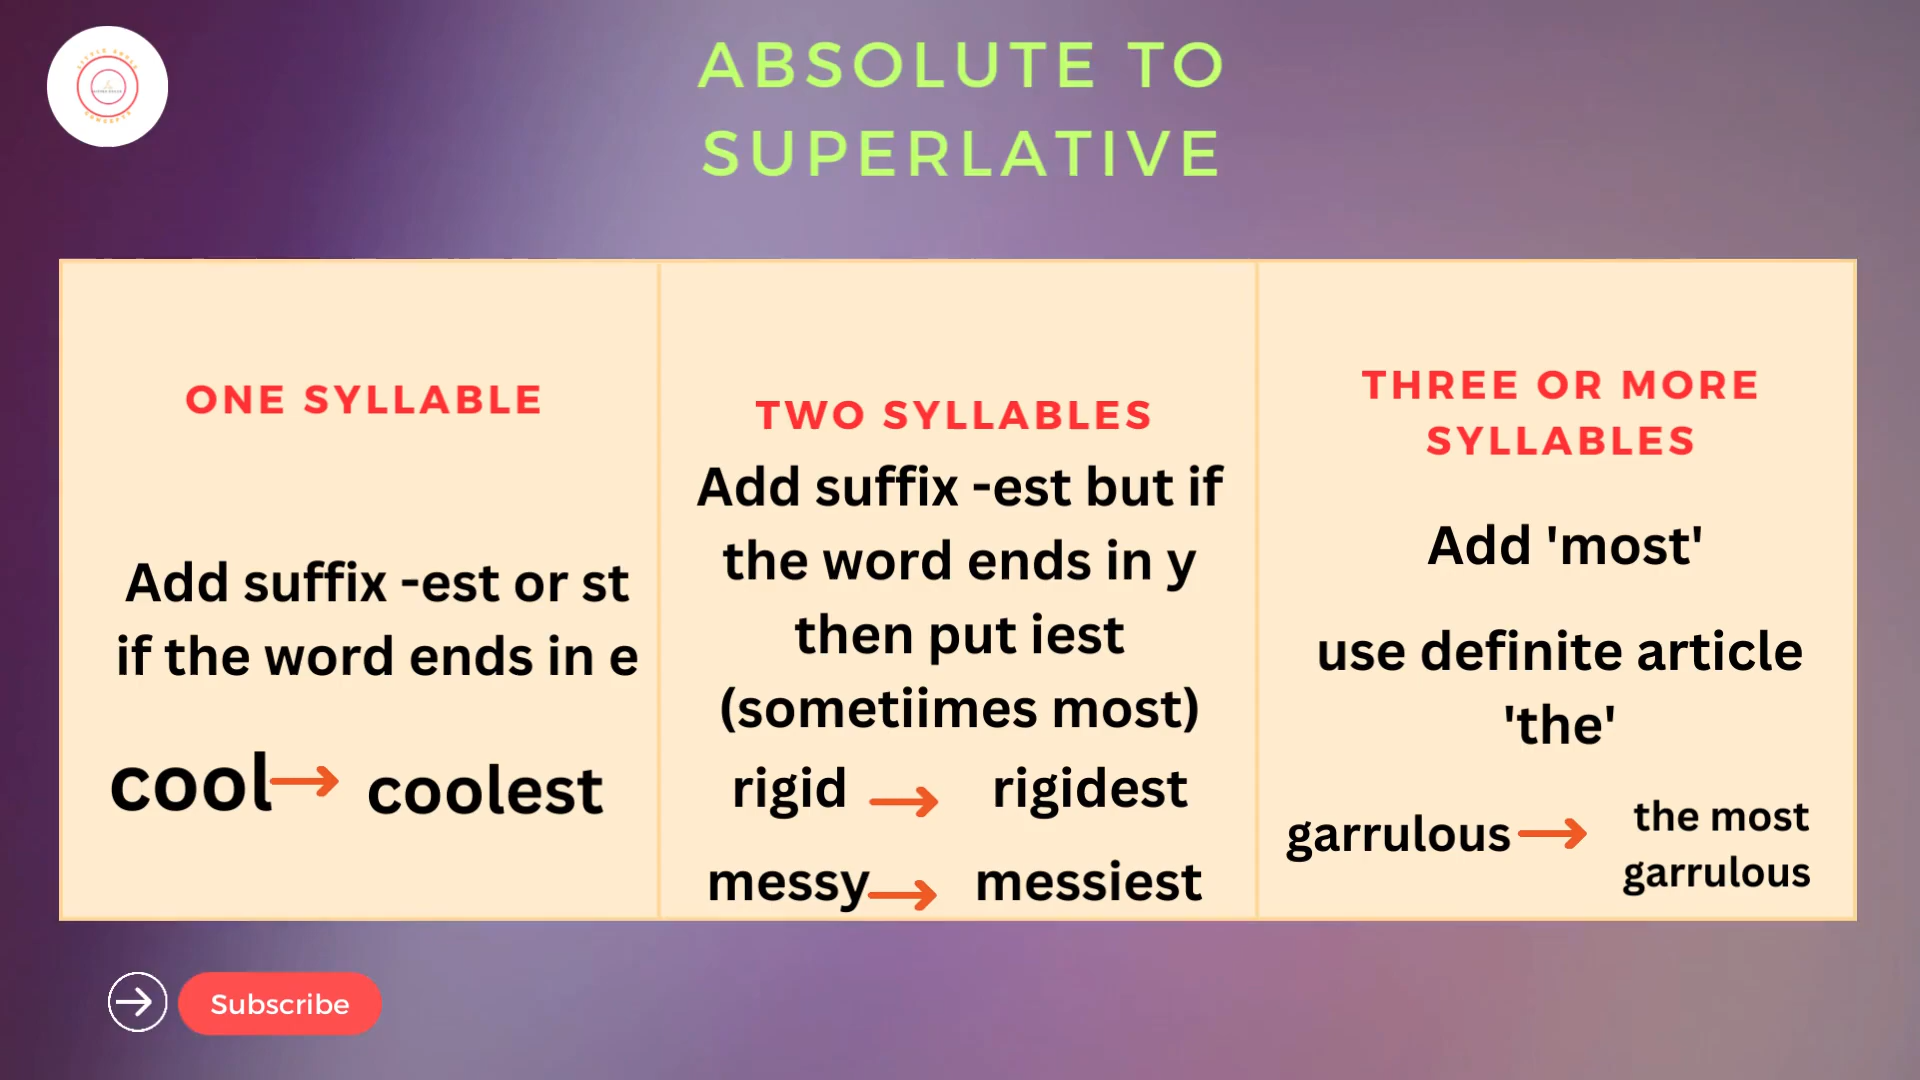 ABSOLUTE TO
SUPERLATIVE
ONE SYLLABLE
Add suffix -est or st
if the word ends in e
cool → coolest
TWO SYLLABLES
Add suffix -est but if
the word ends in y
then put iest
(sometiimes most)
rigid → rigidest
messy → messiest
THREE OR MORE
SYLLABLES
Add 'most'
use definite article
'the'
garrulous → the most
garrulous
Subscribe